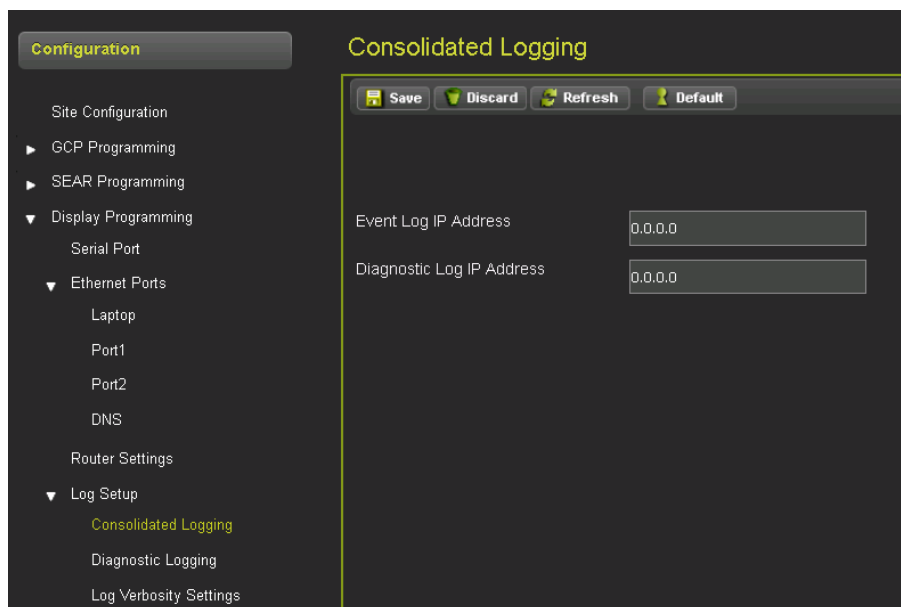 Configuration
Site Configuration
GCP Programming
SEAR Programming
Display Programming
Serial Port
Ethernet Ports
Laptop
Port1
Port2
DNS
Router Settings
Log Setup
Consolidated Logging
Diagnostic Logging
Log Verbosity Settings
Consolidated Logging
Save Discard Refresh Default
Event Log IP Address 0.0.0.0
Diagnostic Log IP Address 0.0.0.0